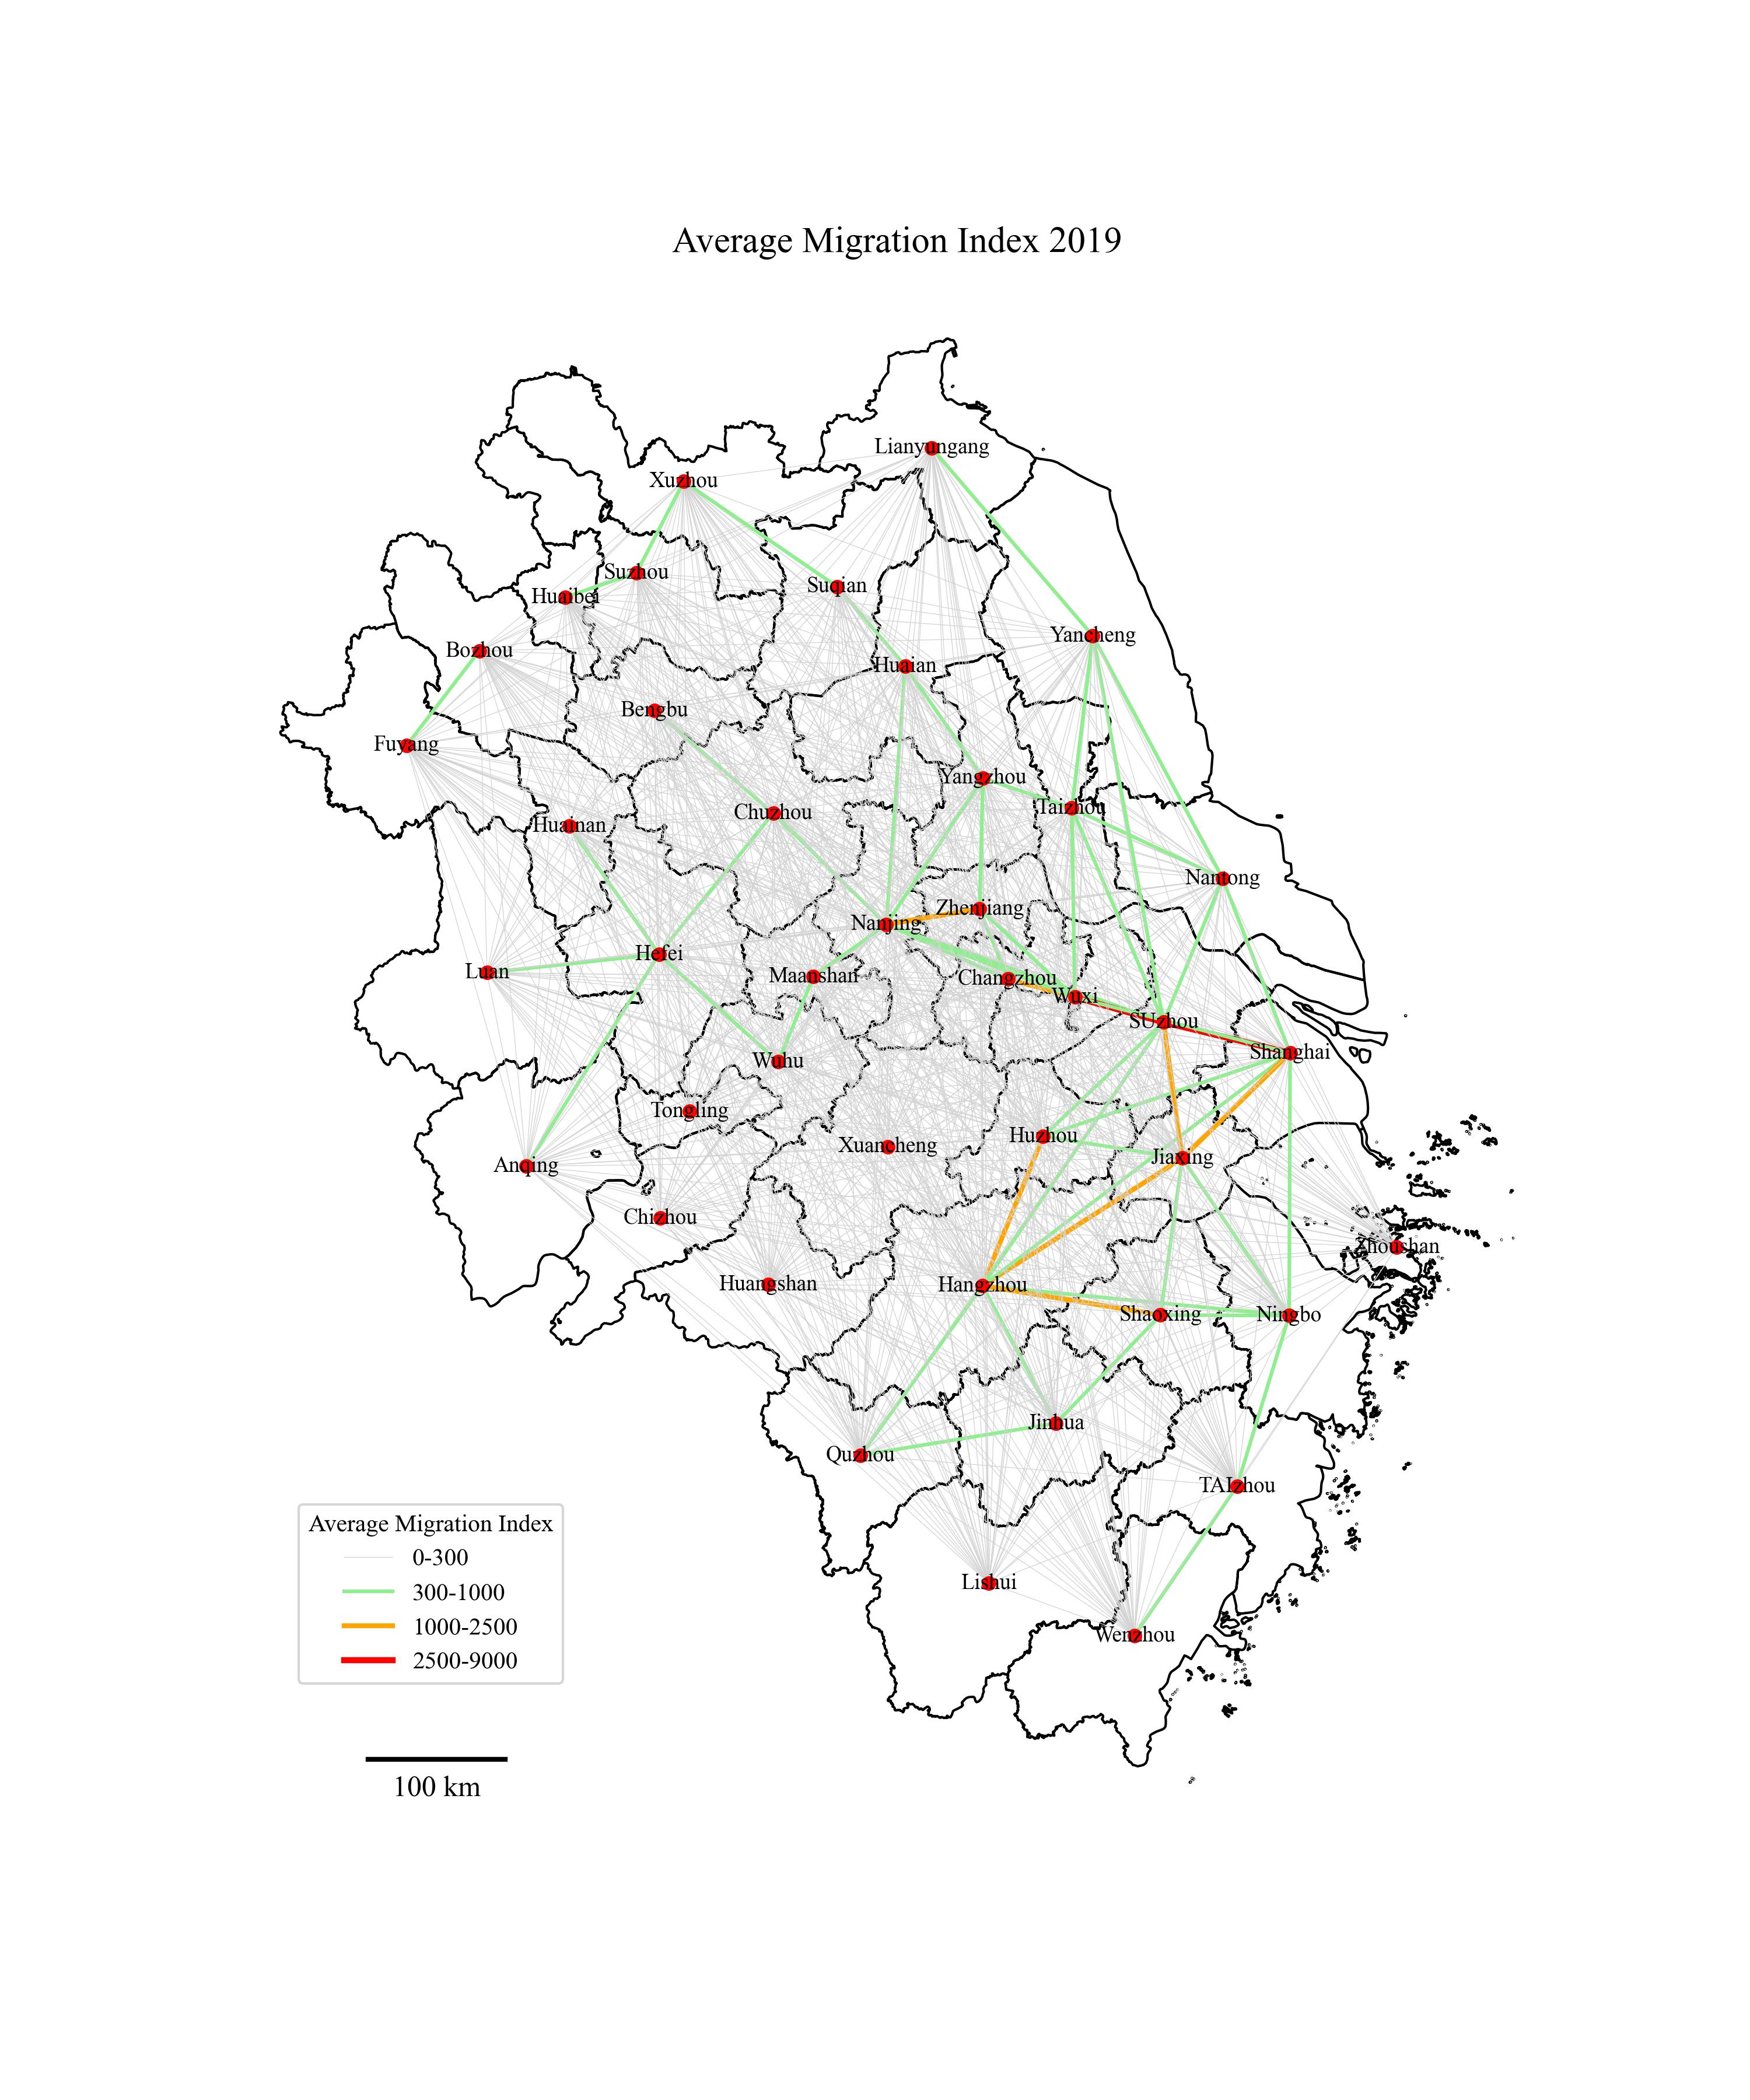 Average Migration Index 2019
Lianyungang
Xuzhou
Suzhou
Suqian
Huaibei
Yancheng
Bozhou
Huaian
Bengbu
Fuyang
Yangzhou
Taizhou
Chuzhou
Huainan
Nantong
Zhenjiang
Nanjing
Hefei
Luan
Maanshan
Changzhou
Wuxi
SUzhou
Shanghai
Wuhu
Tongling
Huzhou
Xuancheng
Jiaxing
Anqing
Chizhou
Zhoushan
Huangshan
Hangzhou
Shaoxing
Ningbo
Jinhua
Quzhou
TAIzhou
Lishui
Wenzhou
Average Migration Index
0-300
300-1000
1000-2500
2500-9000
100 km